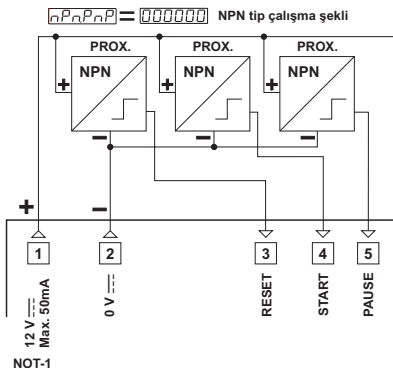 nPnPnP = 000000 NPN tip çalışma şekli
PROX. PROX. PROX.
+ NPN + NPN + NPN
− − −
+ −
1 2 3 4 5
12 V
Max. 50mA
0 V
RESET
START
PAUSE
NOT-1